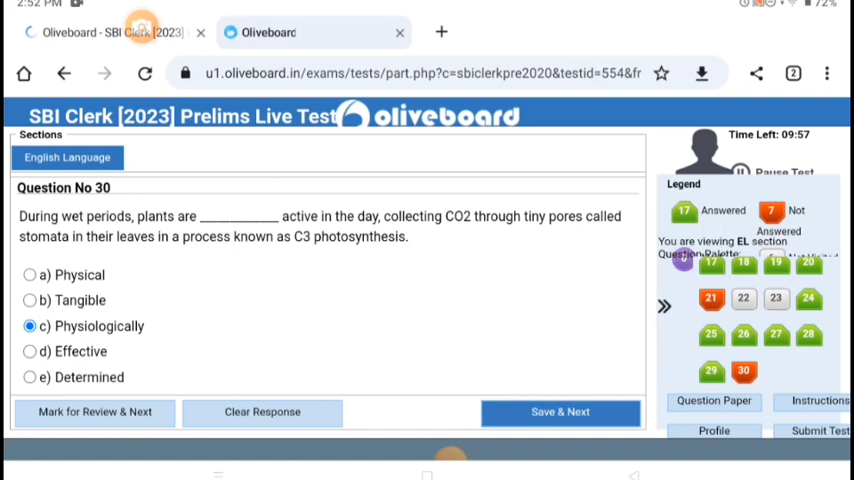 2:52 PM
72%
Oliveboard - SBI Clerk [2023]
Oliveboard
u1.oliveboard.in/exams/tests/part.php?c=sbiclerkpre2020&testid=554&fr
2
SBI Clerk [2023] Prelims Live Test oliveboard
Sections
English Language
Time Left: 09:57
Pause Test
Question No 30
During wet periods, plants are _____________ active in the day, collecting CO2 through tiny pores called
stomata in their leaves in a process known as C3 photosynthesis.
a) Physical
b) Tangible
c) Physiologically
d) Effective
e) Determined
Mark for Review & Next
Clear Response
Save & Next
Legend
17 Answered
7 Not
Answered
You are viewing EL section
Question Palette:
17 18 19 20
21 22 23 24
25 26 27 28
29 30
Question Paper
Instructions
Profile
Submit Test